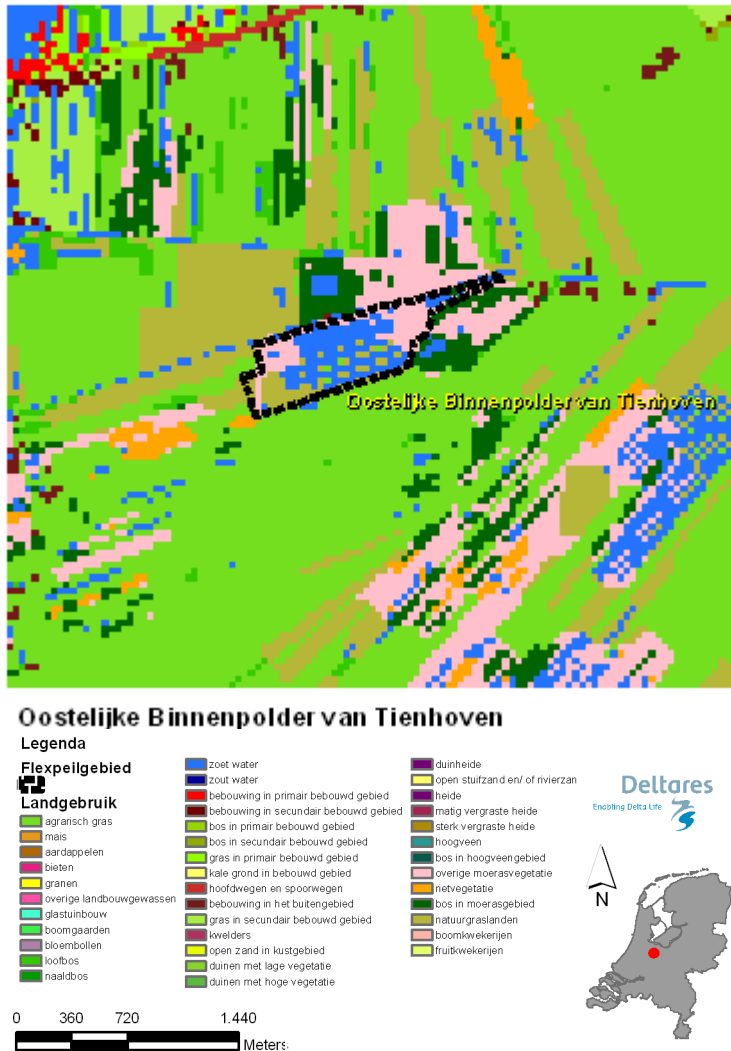 Oostelijke Binnenpolder van Tienhoven
Oostelijke Binnenpolder van Tienhoven
Legenda
Flexpeilgebied
Landgebruik
agrarisch gras
mais
aardappelen
bieten
granen
overige landbouwgewassen
glastuinbouw
boomgaarden
bloembollen
loofbos
naaldbos
zoet water
zout water
bebouwing in primair bebouwd gebied
bebouwing in secundair bebouwd gebied
bos in primair bebouwd gebied
bos in secundair bebouwd gebied
gras in primair bebouwd gebied
kale grond in bebouwd gebied
hoofdwegen en spoorwegen
bebouwing in het buitengebied
gras in secundair bebouwd gebied
kwelders
open zand in kustgebied
duinen met lage vegetatie
duinen met hoge vegetatie
duinheide
open stuifzand en/ of rivierzan
heide
matig vergraste heide
sterk vergraste heide
hoogveen
bos in hoogveengebied
overige moerasvegetatie
rietvegetatie
bos in moerasgebied
natuurgraslanden
boomkwekerijen
fruitkwekerijen
Deltares
Enabling Delta Life
N
0 360 720 1.440
Meters